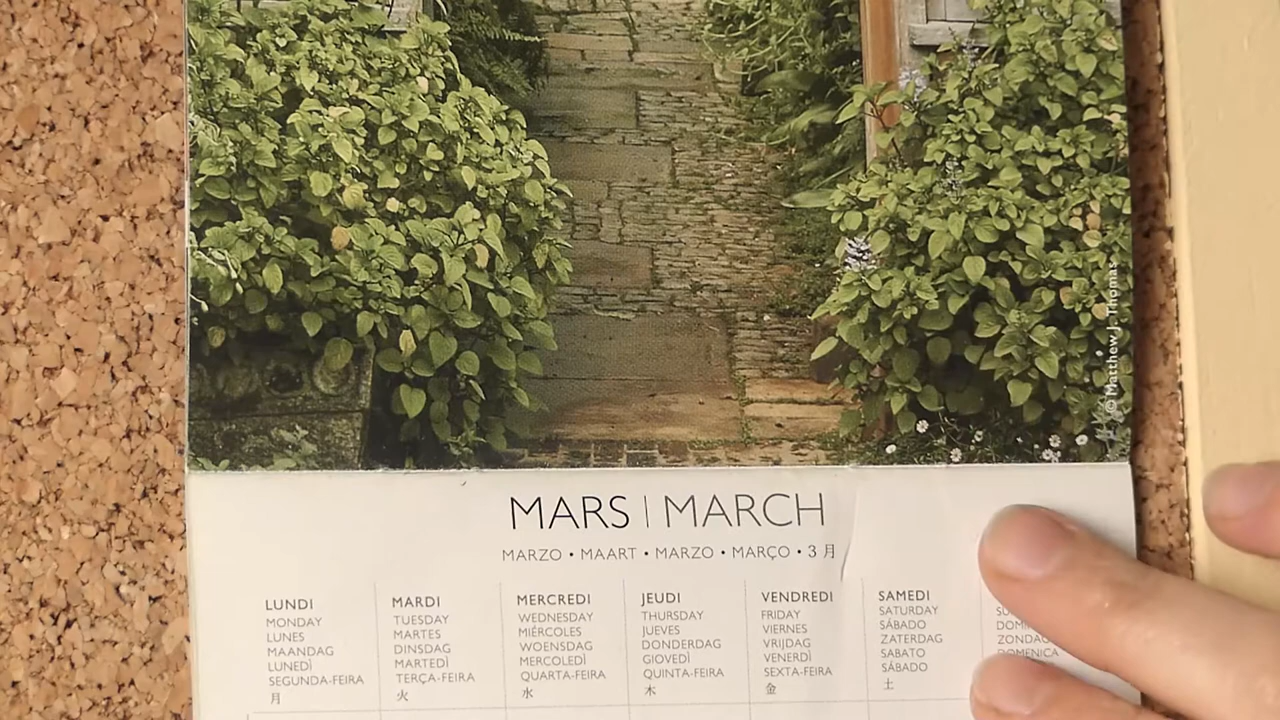 © Matthew J. Thomas
MARS | MARCH
MARZO • MAART • MARZO • MARÇO • 3 月
LUNDI
MONDAY
LUNES
MAANDAG
LUNEDÌ
SEGUNDA-FEIRA
月
MARDI
TUESDAY
MARTES
DINSDAG
MARTEDÌ
TERÇA-FEIRA
火
MERCREDI
WEDNESDAY
MIÉRCOLES
WOENSDAG
MERCOLEDÌ
QUARTA-FEIRA
水
JEUDI
THURSDAY
JUEVES
DONDERDAG
GIOVEDÌ
QUINTA-FEIRA
木
VENDREDI
FRIDAY
VIERNES
VRIJDAG
VENERDÌ
SEXTA-FEIRA
金
SAMEDI
SATURDAY
SÁBADO
ZATERDAG
SABATO
SÁBADO
土
DOMENICA